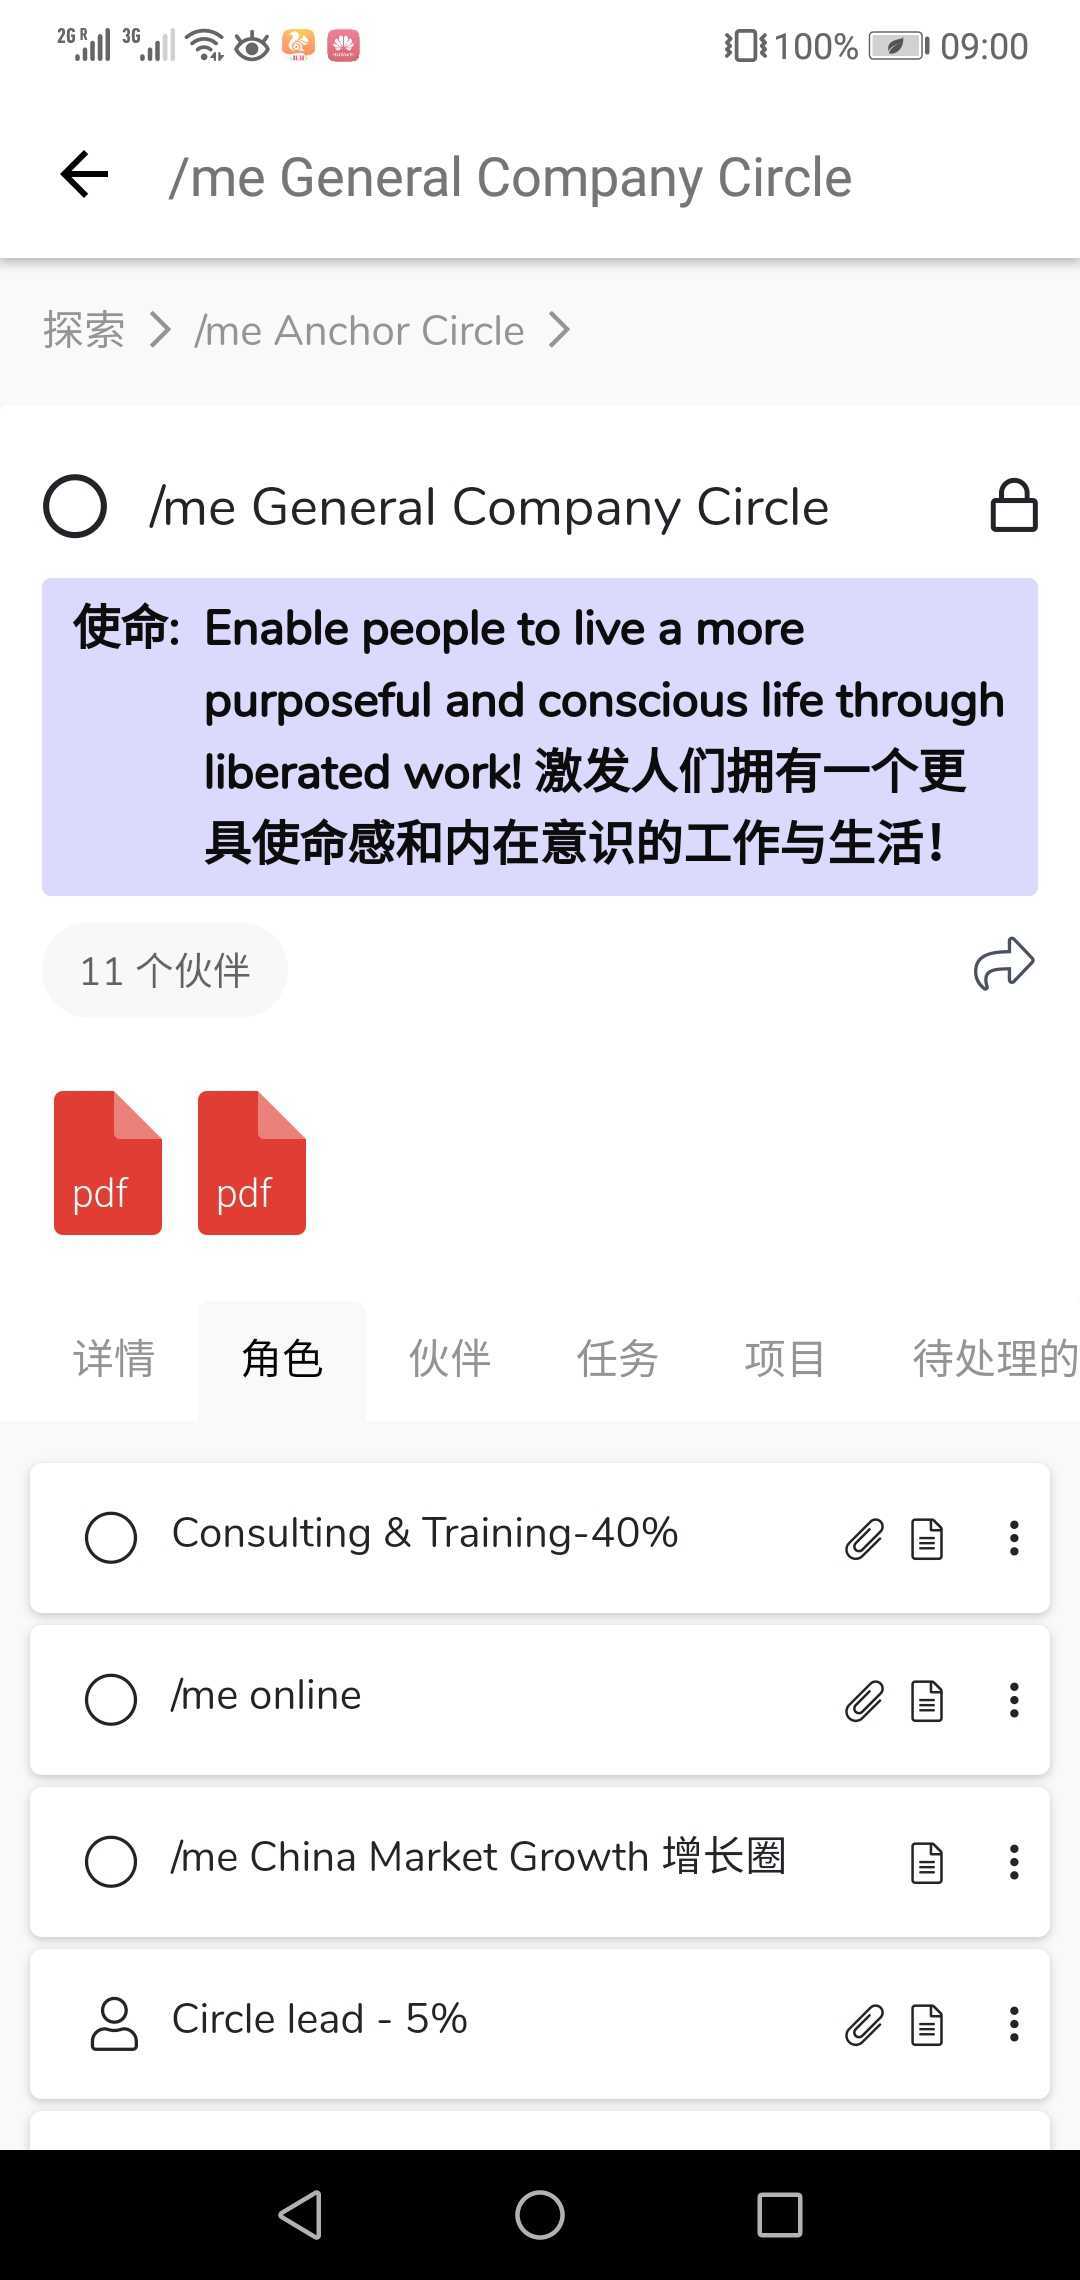 2G R 3G 100% 09:00
/me General Company Circle
探索 /me Anchor Circle
/me General Company Circle
使命: Enable people to live a more
purposeful and conscious life through
liberated work! 激发人们拥有一个更
具使命感和内在意识的工作与生活!
11 个伙伴
pdf pdf
详情 角色 伙伴 任务 项目 待处理的
Consulting & Training-40%
/me online
/me China Market Growth 增长圈
Circle lead - 5%